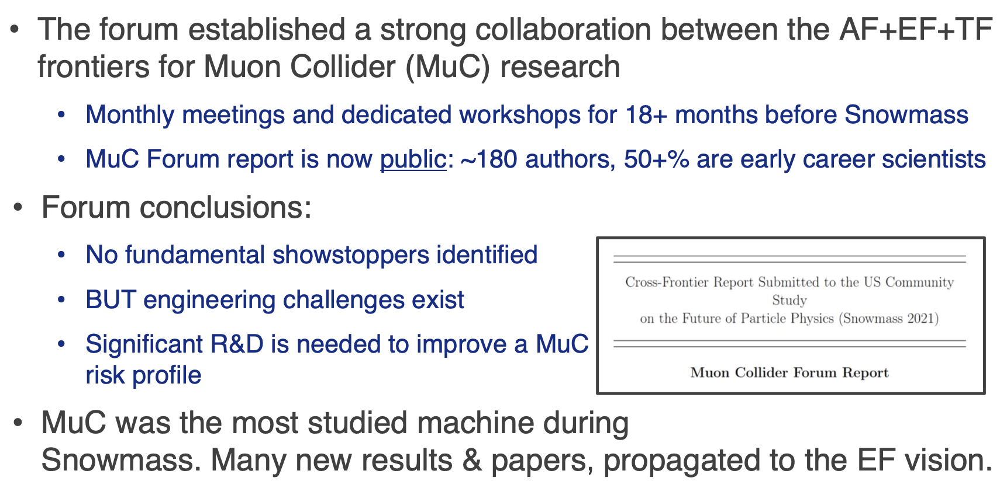 • The forum established a strong collaboration between the AF+EF+TF
frontiers for Muon Collider (MuC) research
• Monthly meetings and dedicated workshops for 18+ months before Snowmass
• MuC Forum report is now public: ~180 authors, 50+% are early career scientists
• Forum conclusions:
• No fundamental showstoppers identified
• BUT engineering challenges exist
• Significant R&D is needed to improve a MuC
risk profile
Cross-Frontier Report Submitted to the US Community
Study
on the Future of Particle Physics (Snowmass 2021)
Muon Collider Forum Report
• MuC was the most studied machine during
Snowmass. Many new results & papers, propagated to the EF vision.